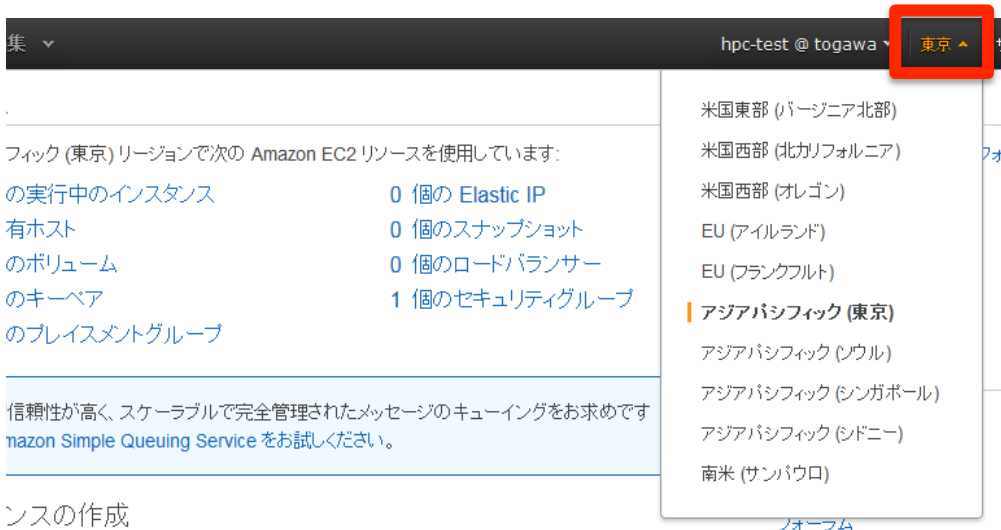 集
hpc-test @ togawa
東京
フィック (東京) リージョンで次の Amazon EC2 リソースを使用しています:
の実行中のインスタンス
0 個の Elastic IP
有ホスト
0 個のスナップショット
のボリューム
0 個のロードバランサー
のキーペア
1 個のセキュリティグループ
のプレイスメントグループ
信頼性が高く、スケーラブルで完全管理されたメッセージのキューイングをお求めです
mazon Simple Queuing Service をお試しください。
ンスの作成
米国東部 (バージニア北部)
米国西部 (北カリフォルニア)
米国西部 (オレゴン)
EU (アイルランド)
EU (フランクフルト)
アジアパシフィック (東京)
アジアパシフィック (ソウル)
アジアパシフィック (シンガポール)
アジアパシフィック (シドニー)
南米 (サンパウロ)
フォーラム